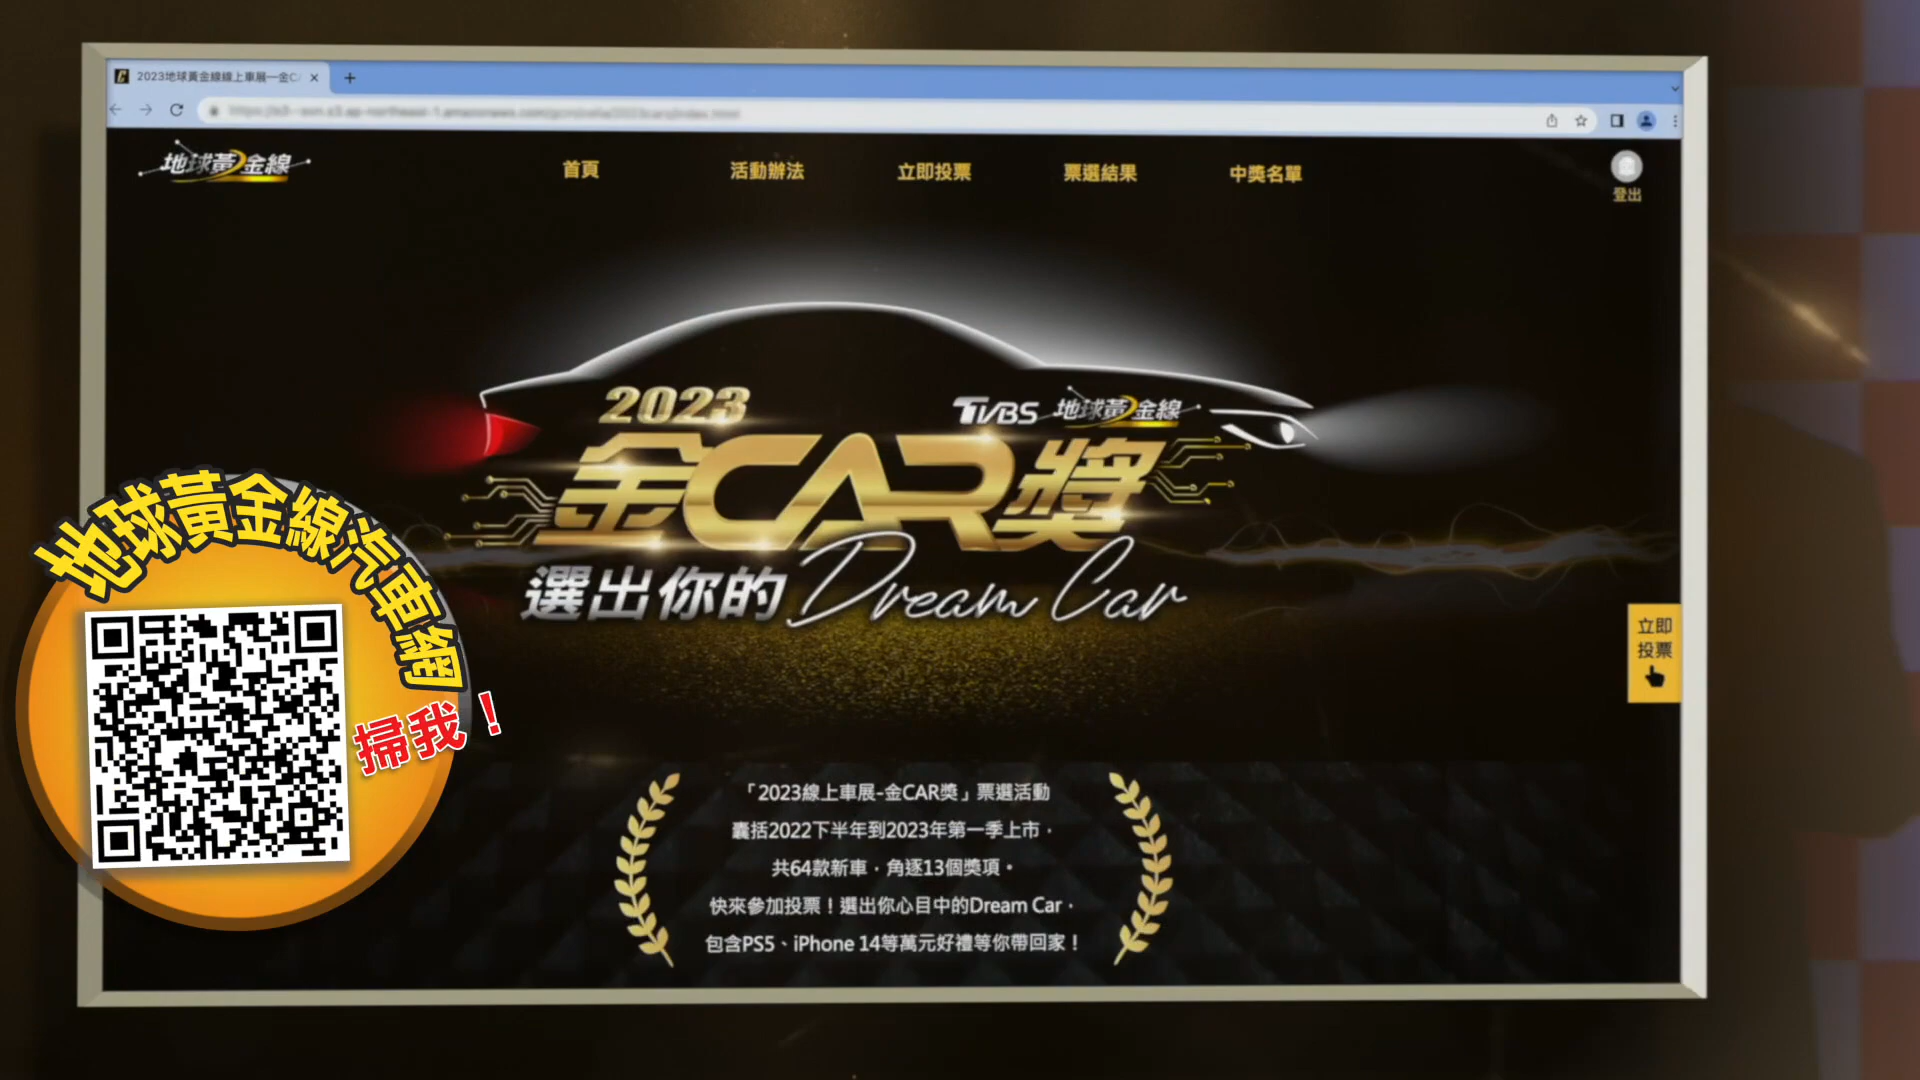 2023地球黃金線線上車展—金CA
地球黃金線
首頁
活動辦法
立即投票
票選結果
中獎名單
登出
2023
TVBS 地球黃金線
金CAR獎
選出你的Dream Car
立即
投票
地球黃金線汽車網
掃我！
「2023線上車展-金CAR獎」票選活動
囊括2022下半年到2023年第一季上市，
共64款新車，角逐13個獎項。
快來參加投票！選出你心目中的Dream Car，
包含PS5、iPhone 14等萬元好禮等你帶回家！